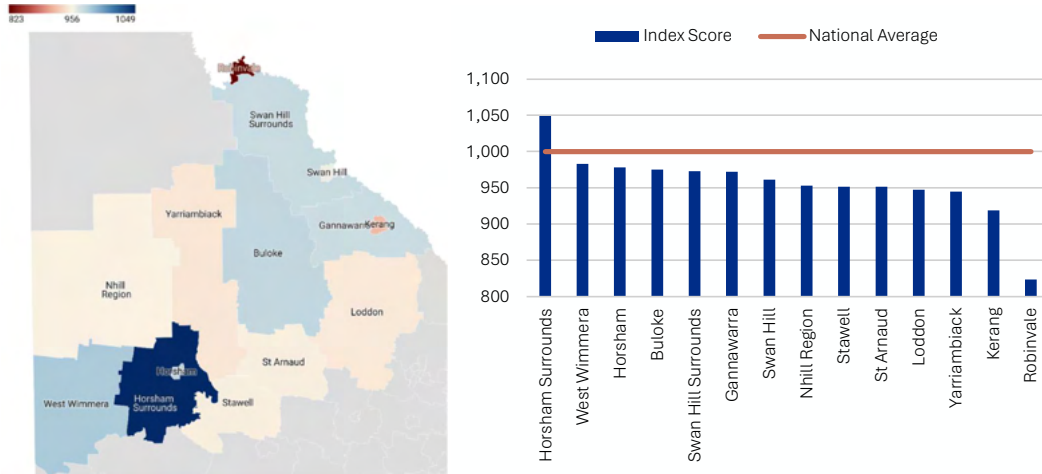 823 956 1049
Robinvale
Swan Hill
Surrounds
Swan Hill
Yarriambiack
Gannawarra
Kerang
Buloke
Nhill
Region
Loddon
St Arnaud
Horsham
West Wimmera
Horsham
Surrounds
Stawell
Index Score
National Average
1,100
1,050
1,000
950
900
850
800
Horsham Surrounds
West Wimmera
Horsham
Buloke
Swan Hill Surrounds
Gannawarra
Swan Hill
Nhill Region
Stawell
St Arnaud
Loddon
Yarriambiack
Kerang
Robinvale